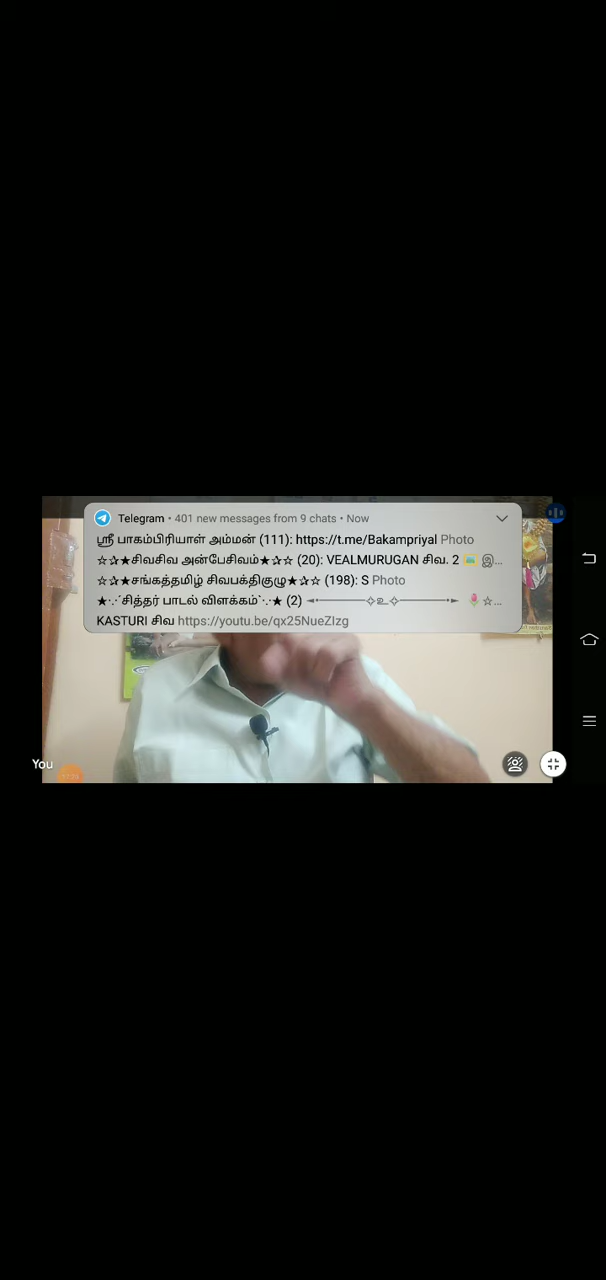 Telegram • 401 new messages from 9 chats • Now
ஸ்ரீ பாகம்பிரியாள் அம்மன் (111): https://t.me/Bakampriyal Photo
☆✰★சிவசிவ அன்பேசிவம்★✰☆ (20): VEALMURUGAN சிவ. 2 🏞 இ...
☆✰★சங்கத்தமிழ் சிவபக்திகுழு★✰☆ (198): S Photo
★·.·´சித்தர் பாடல் விளக்கம்`·.·★ (2) ◄•───────✧உ✧───────•► 🌷☆...
KASTURI சிவ https://youtu.be/qx25NueZIzg
You